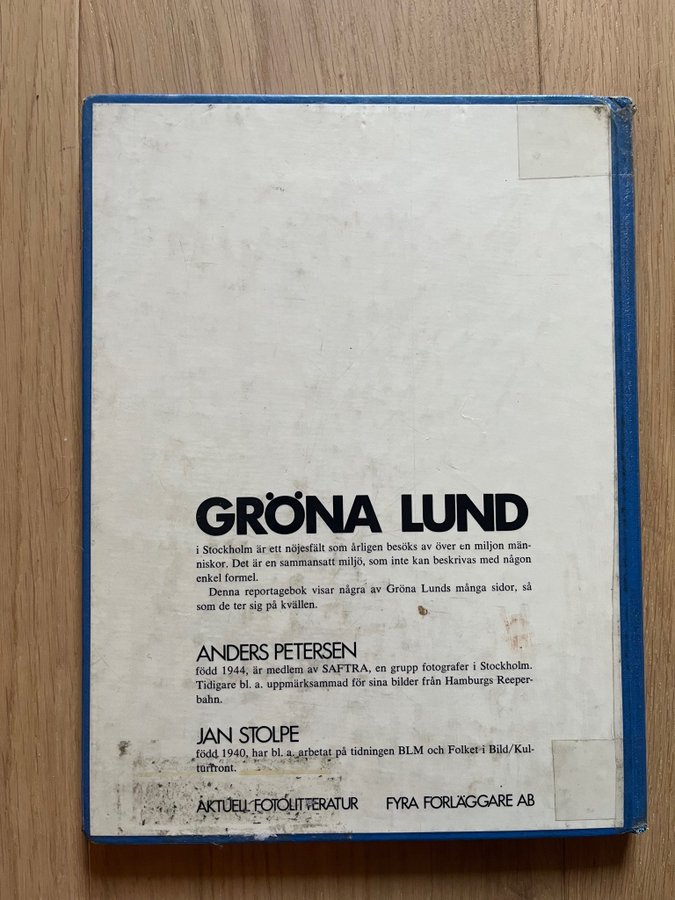 GRÖNA LUND
i Stockholm är ett nöjesfält som årligen besöks av över en miljon män-
niskor. Det är en sammansatt miljö, som inte kan beskrivas med någon
enkel formel.
Denna reportagebok visar några av Gröna Lunds många sidor, så
som de ter sig på kvällen.
ANDERS PETERSEN
född 1944, är medlem av SAFTRA, en grupp fotografer i Stockholm.
Tidigare bl. a. uppmärksammad för sina bilder från Hamburgs Reeper-
bahn.
JAN STOLPE
född 1940, har bl. a. arbetat på tidningen BLM och Folket i Bild/Kul-
turfront.
AKTUELL FOTOLITTERATUR FYRA FÖRLÄGGARE AB